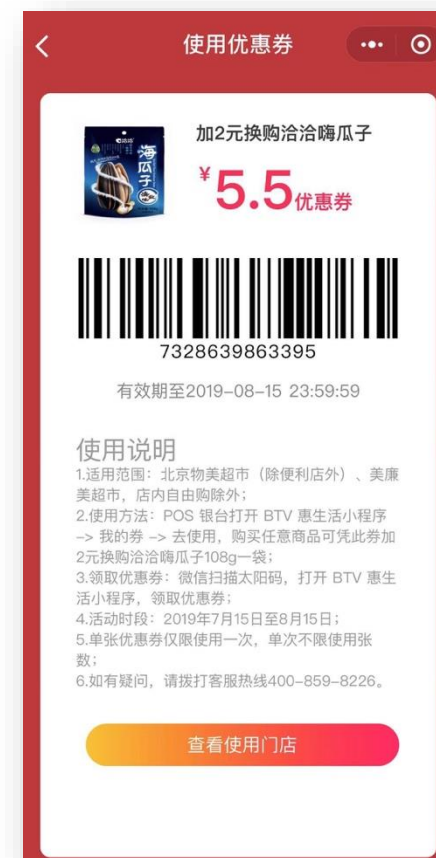 使用优惠券
加2元换购洽洽嗨瓜子
洽洽
海瓜子
¥5.5优惠券
7328639863395
有效期至2019-08-15 23:59:59
使用说明
1.适用范围：北京物美超市（除便利店外）、美廉
美超市，店内自由购除外；
2.使用方法：POS 银台打开 BTV 惠生活小程序
-> 我的券 -> 去使用，购买任意商品可凭此券加
2元换购洽洽嗨瓜子108g一袋；
3.领取优惠券：微信扫描太阳码，打开 BTV 惠生
活小程序，领取优惠券；
4.活动时段：2019年7月15日至8月15日；
5.单张优惠券仅限使用一次，单次不限使用张
数；
6.如有疑问，请拨打客服热线400-859-8226。
查看使用门店